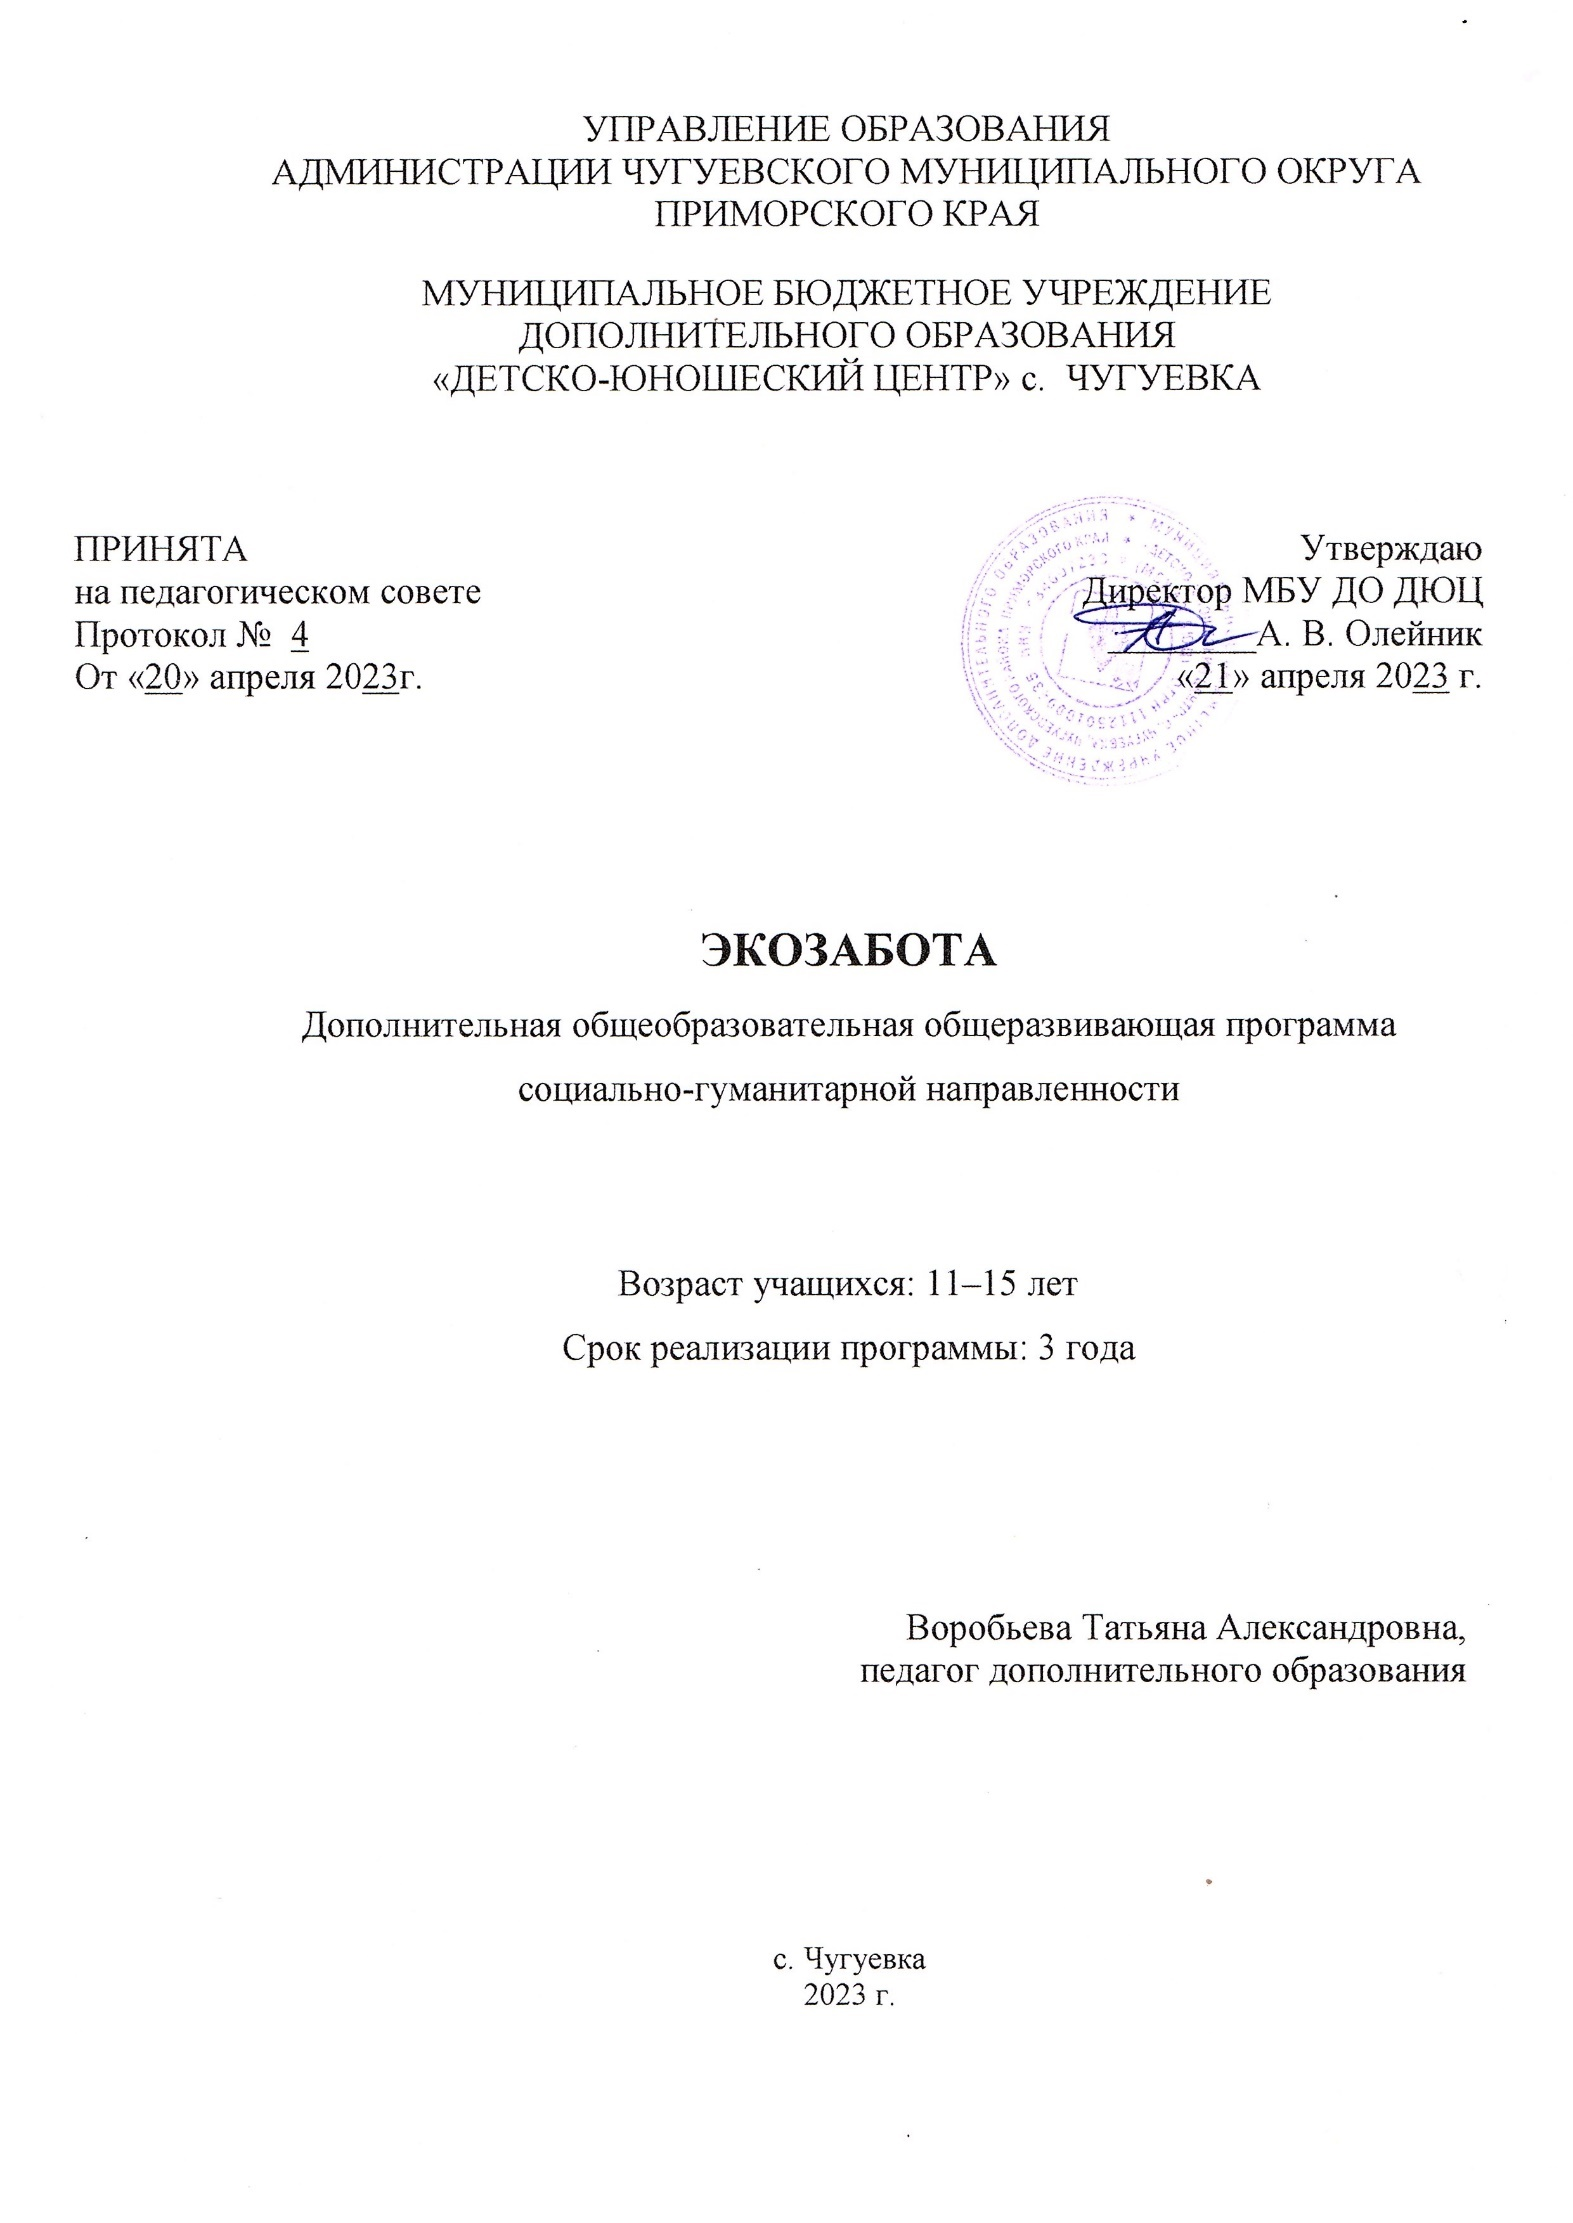 УПРАВЛЕНИЕ ОБРАЗОВАНИЯ
АДМИНИСТРАЦИИ ЧУГУЕВСКОГО МУНИЦИПАЛЬНОГО ОКРУГА
ПРИМОРСКОГО КРАЯ
МУНИЦИПАЛЬНОЕ БЮДЖЕТНОЕ УЧРЕЖДЕНИЕ
ДОПОЛНИТЕЛЬНОГО ОБРАЗОВАНИЯ
«ДЕТСКО-ЮНОШЕСКИЙ ЦЕНТР» с. ЧУГУЕВКА
ПРИНЯТА
на педагогическом совете
Протокол № 4
От «20» апреля 2023г.
Утверждаю
Директор МБУ ДО ДЮЦ
________А. В. Олейник
«21» апреля 2023 г.
ЭКОЗАБОТА
Дополнительная общеобразовательная общеразвивающая программа
социально-гуманитарной направленности
Возраст учащихся: 11–15 лет
Срок реализации программы: 3 года
Воробьева Татьяна Александровна,
педагог дополнительного образования
с. Чугуевка
2023 г.